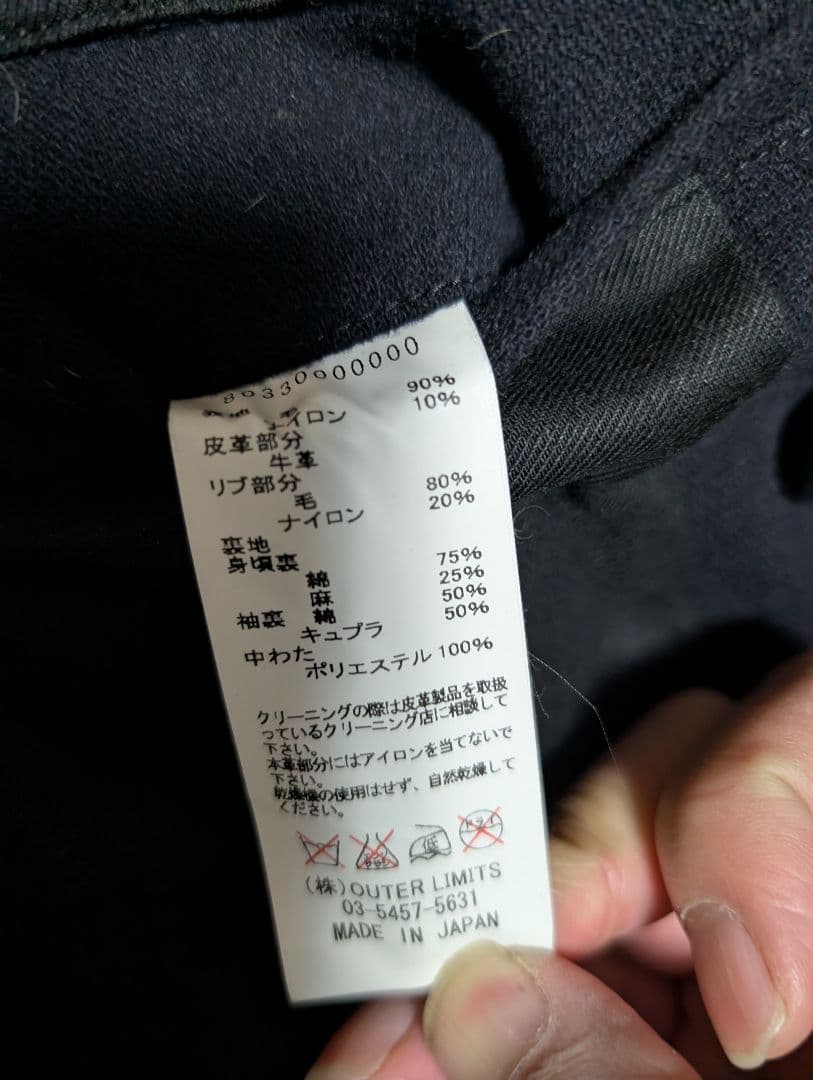 00000000
90%
ナイロン 10%
皮革部分
牛革
リブ部分
毛 80%
ナイロン 20%
裏地
身頃裏
綿 75%
麻 25%
袖裏 綿 50%
キュプラ 50%
中わた
ポリエステル 100%
クリーニングの際は皮革製品を取扱
っているクリーニング店に相談して
下さい。
本革部分にはアイロンを当てないで
下さい。
乾燥機の使用はせず、自然乾燥して
ください。
低 ドライ
(株)OUTER LIMITS
03-5457-5631
MADE IN JAPAN